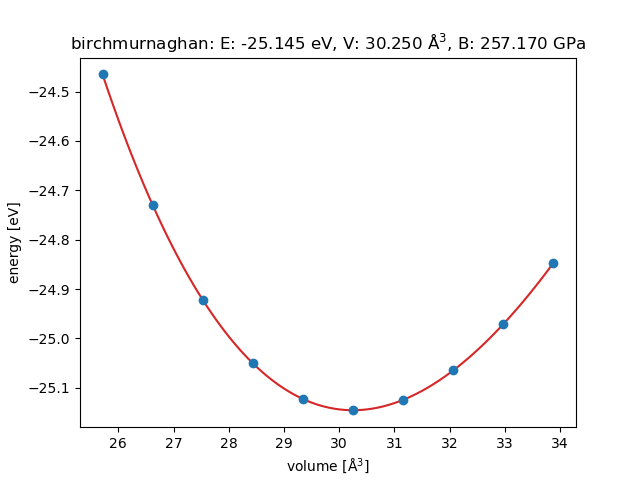 birchmurnaghan: E: -25.145 eV, V: 30.250 Å³, B: 257.170 GPa
energy [eV]
−24.5
−24.6
−24.7
−24.8
−24.9
−25.0
−25.1
26 27 28 29 30 31 32 33 34
volume [Å³]